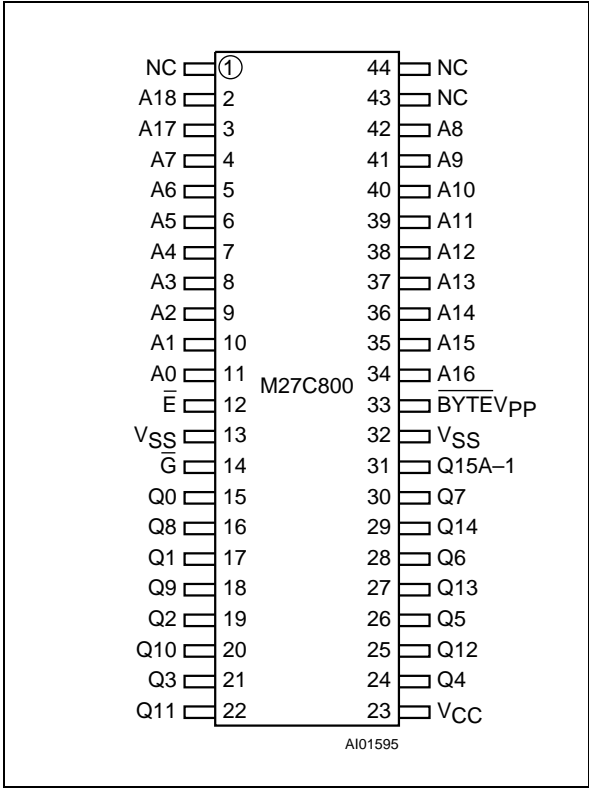 NC 1 44 NC
A18 2 43 NC
A17 3 42 A8
A7 4 41 A9
A6 5 40 A10
A5 6 39 A11
A4 7 38 A12
A3 8 37 A13
A2 9 36 A14
A1 10 35 A15
A0 11 M27C800 34 A16
E̅ 12 33 B̅Y̅T̅E̅VPP
VSS 13 32 VSS
G̅ 14 31 Q15A–1
Q0 15 30 Q7
Q8 16 29 Q14
Q1 17 28 Q6
Q9 18 27 Q13
Q2 19 26 Q5
Q10 20 25 Q12
Q3 21 24 Q4
Q11 22 23 VCC
AI01595